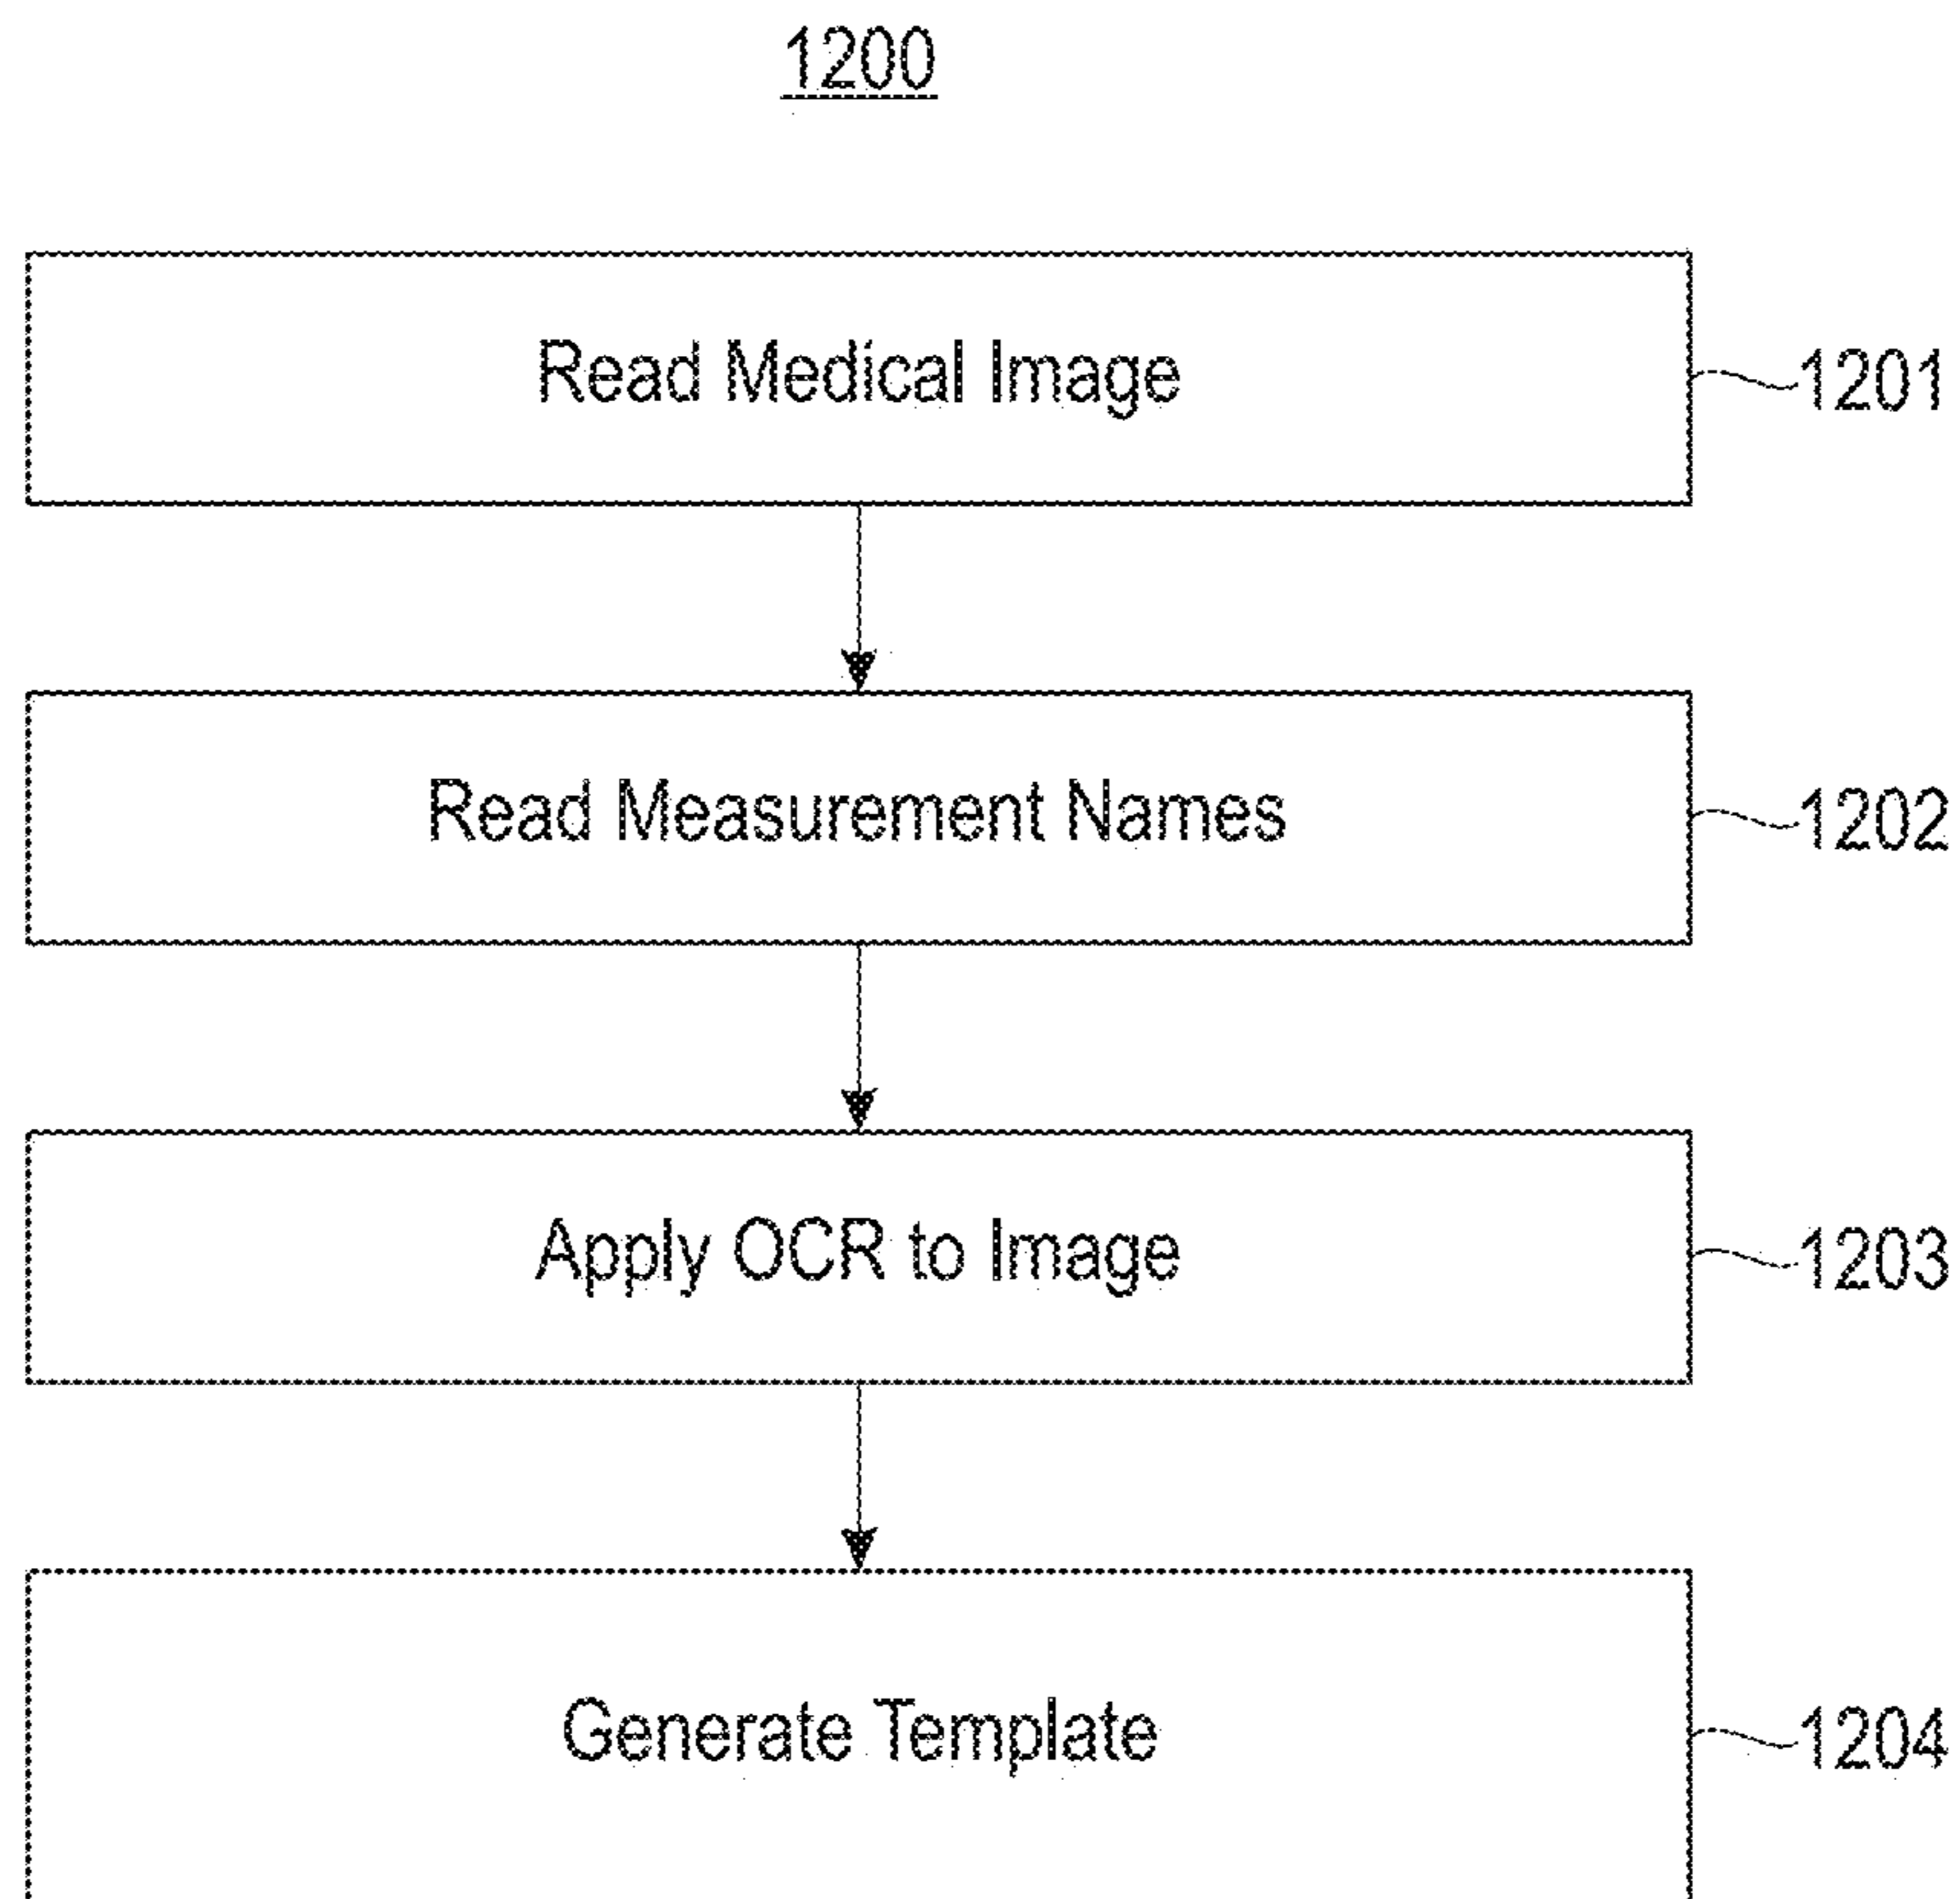 1200
Read Medical Image
1201
Read Measurement Names
1202
Apply OCR to Image
1203
Generate Template
1204